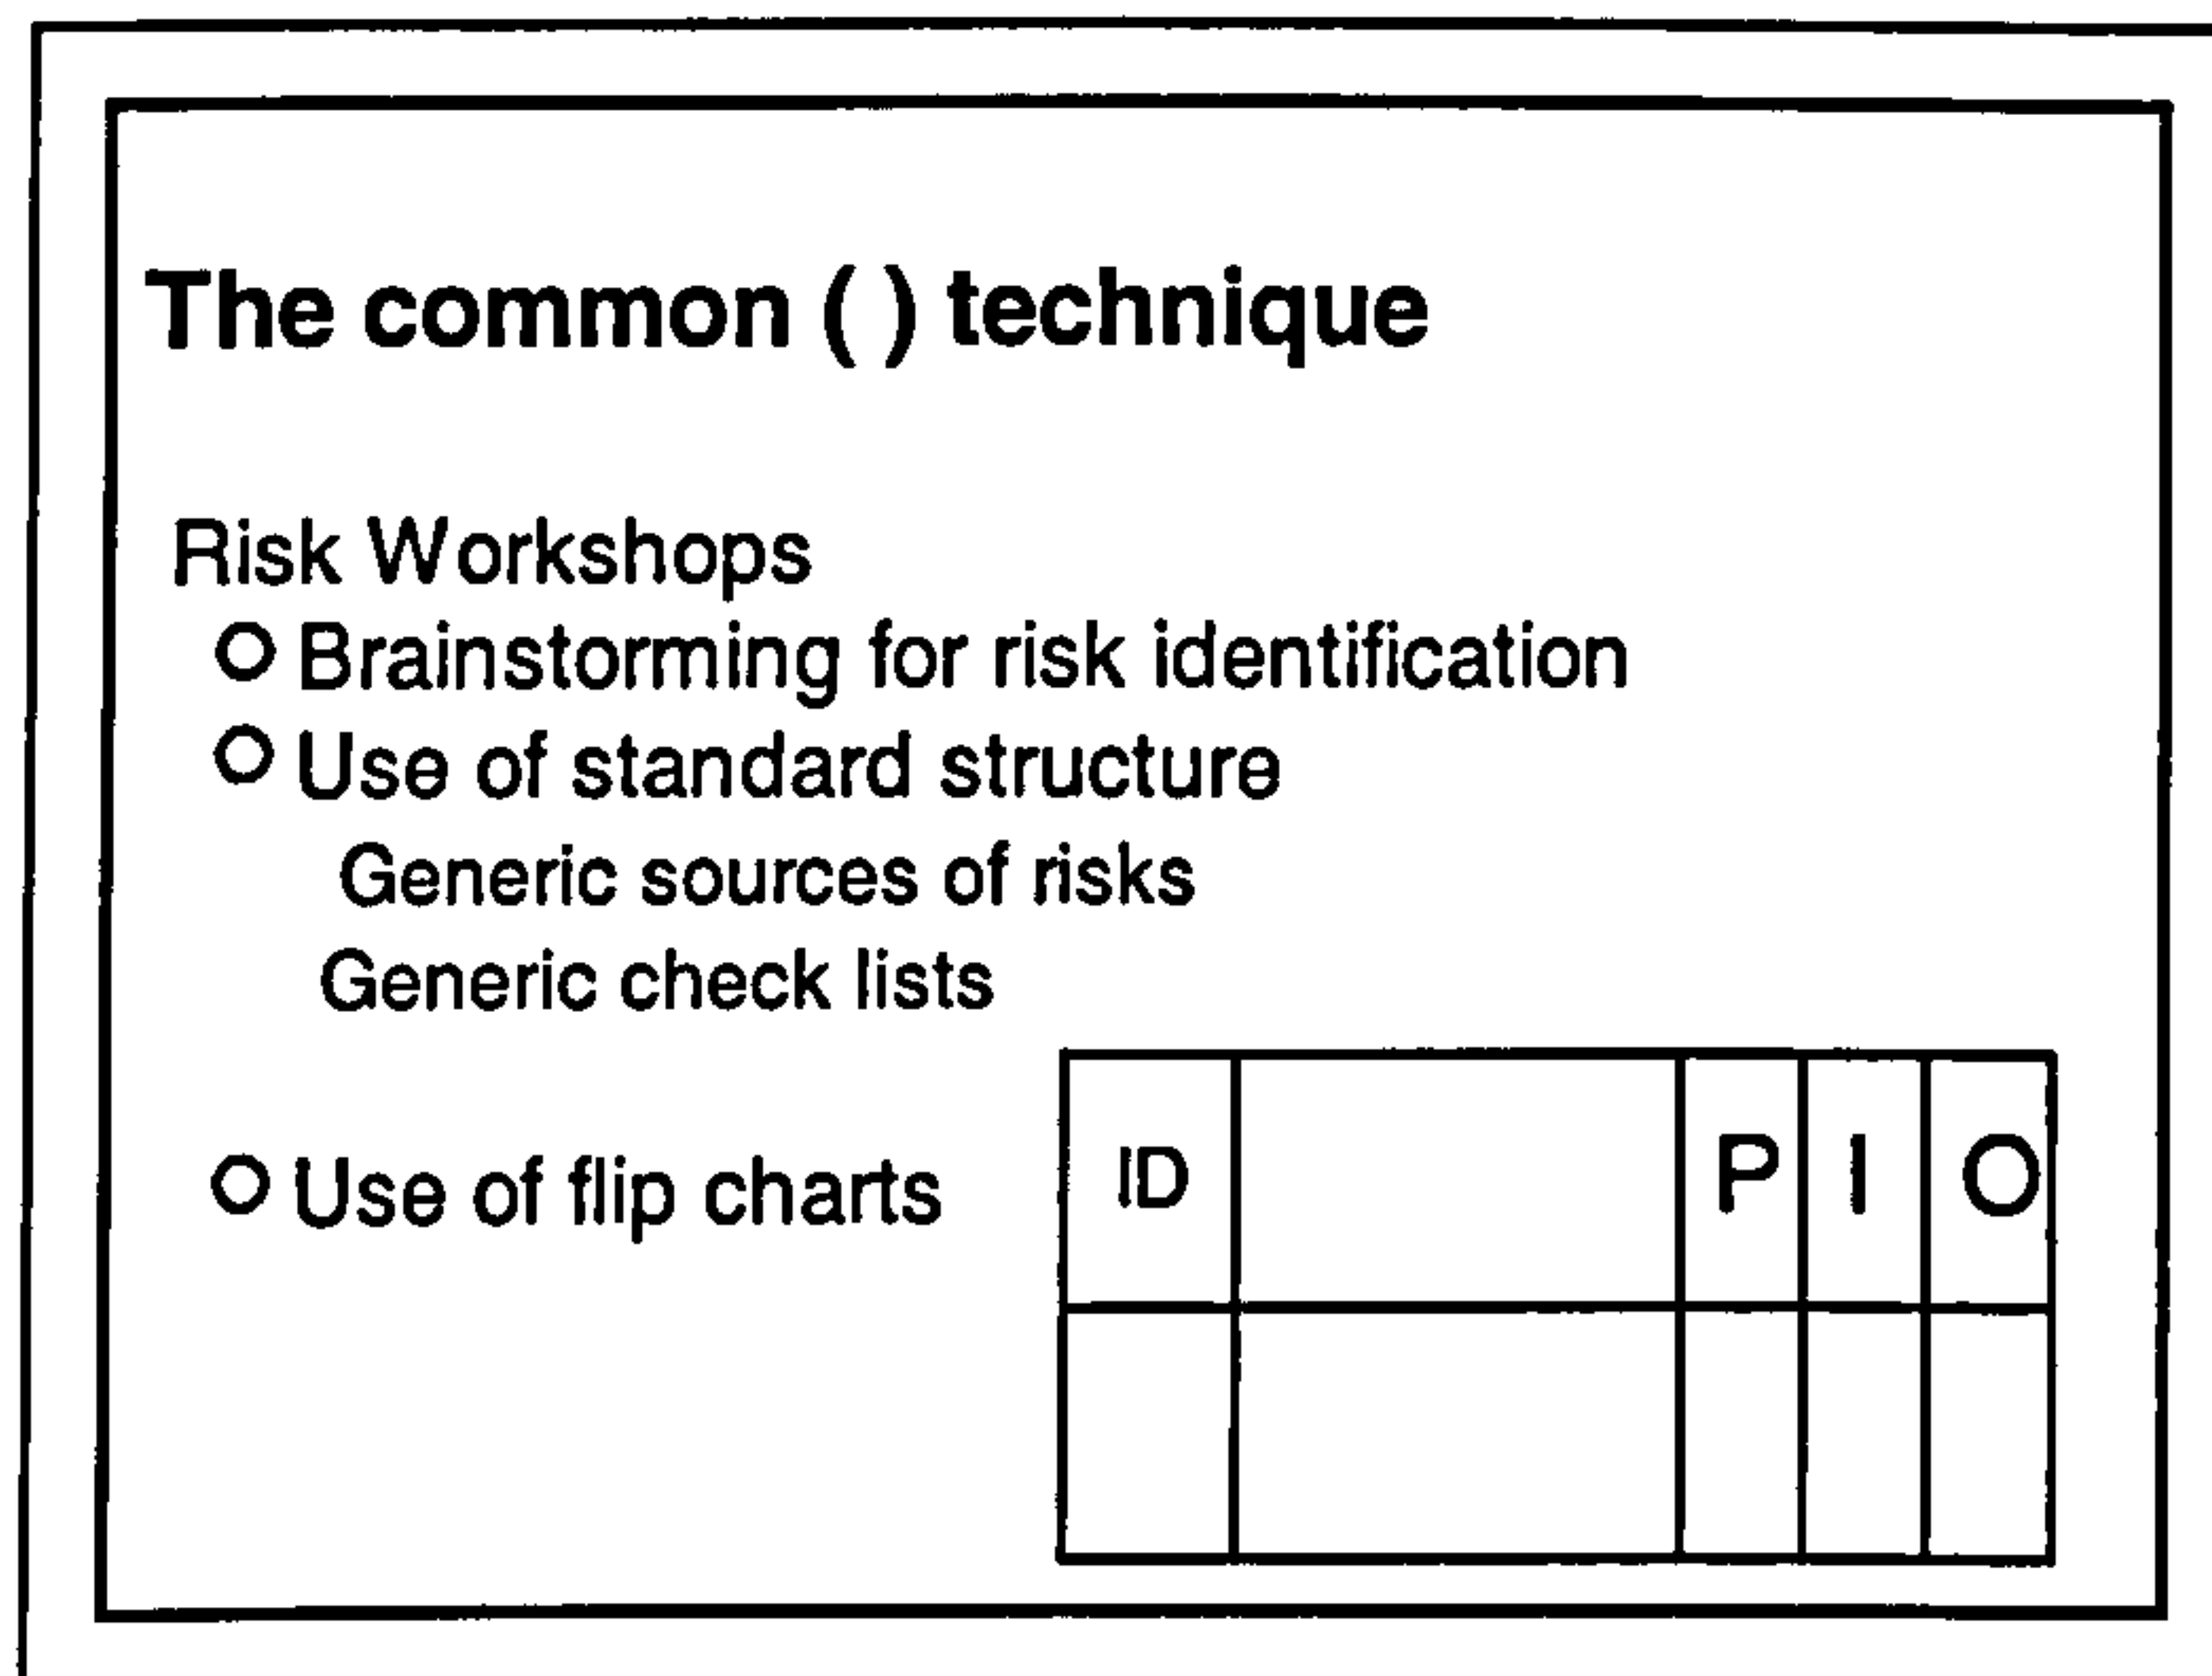 The common ( ) technique
Risk Workshops
O Brainstorming for risk identification
O Use of standard structure
Generic sources of risks
Generic check lists
O Use of flip charts
ID P I O